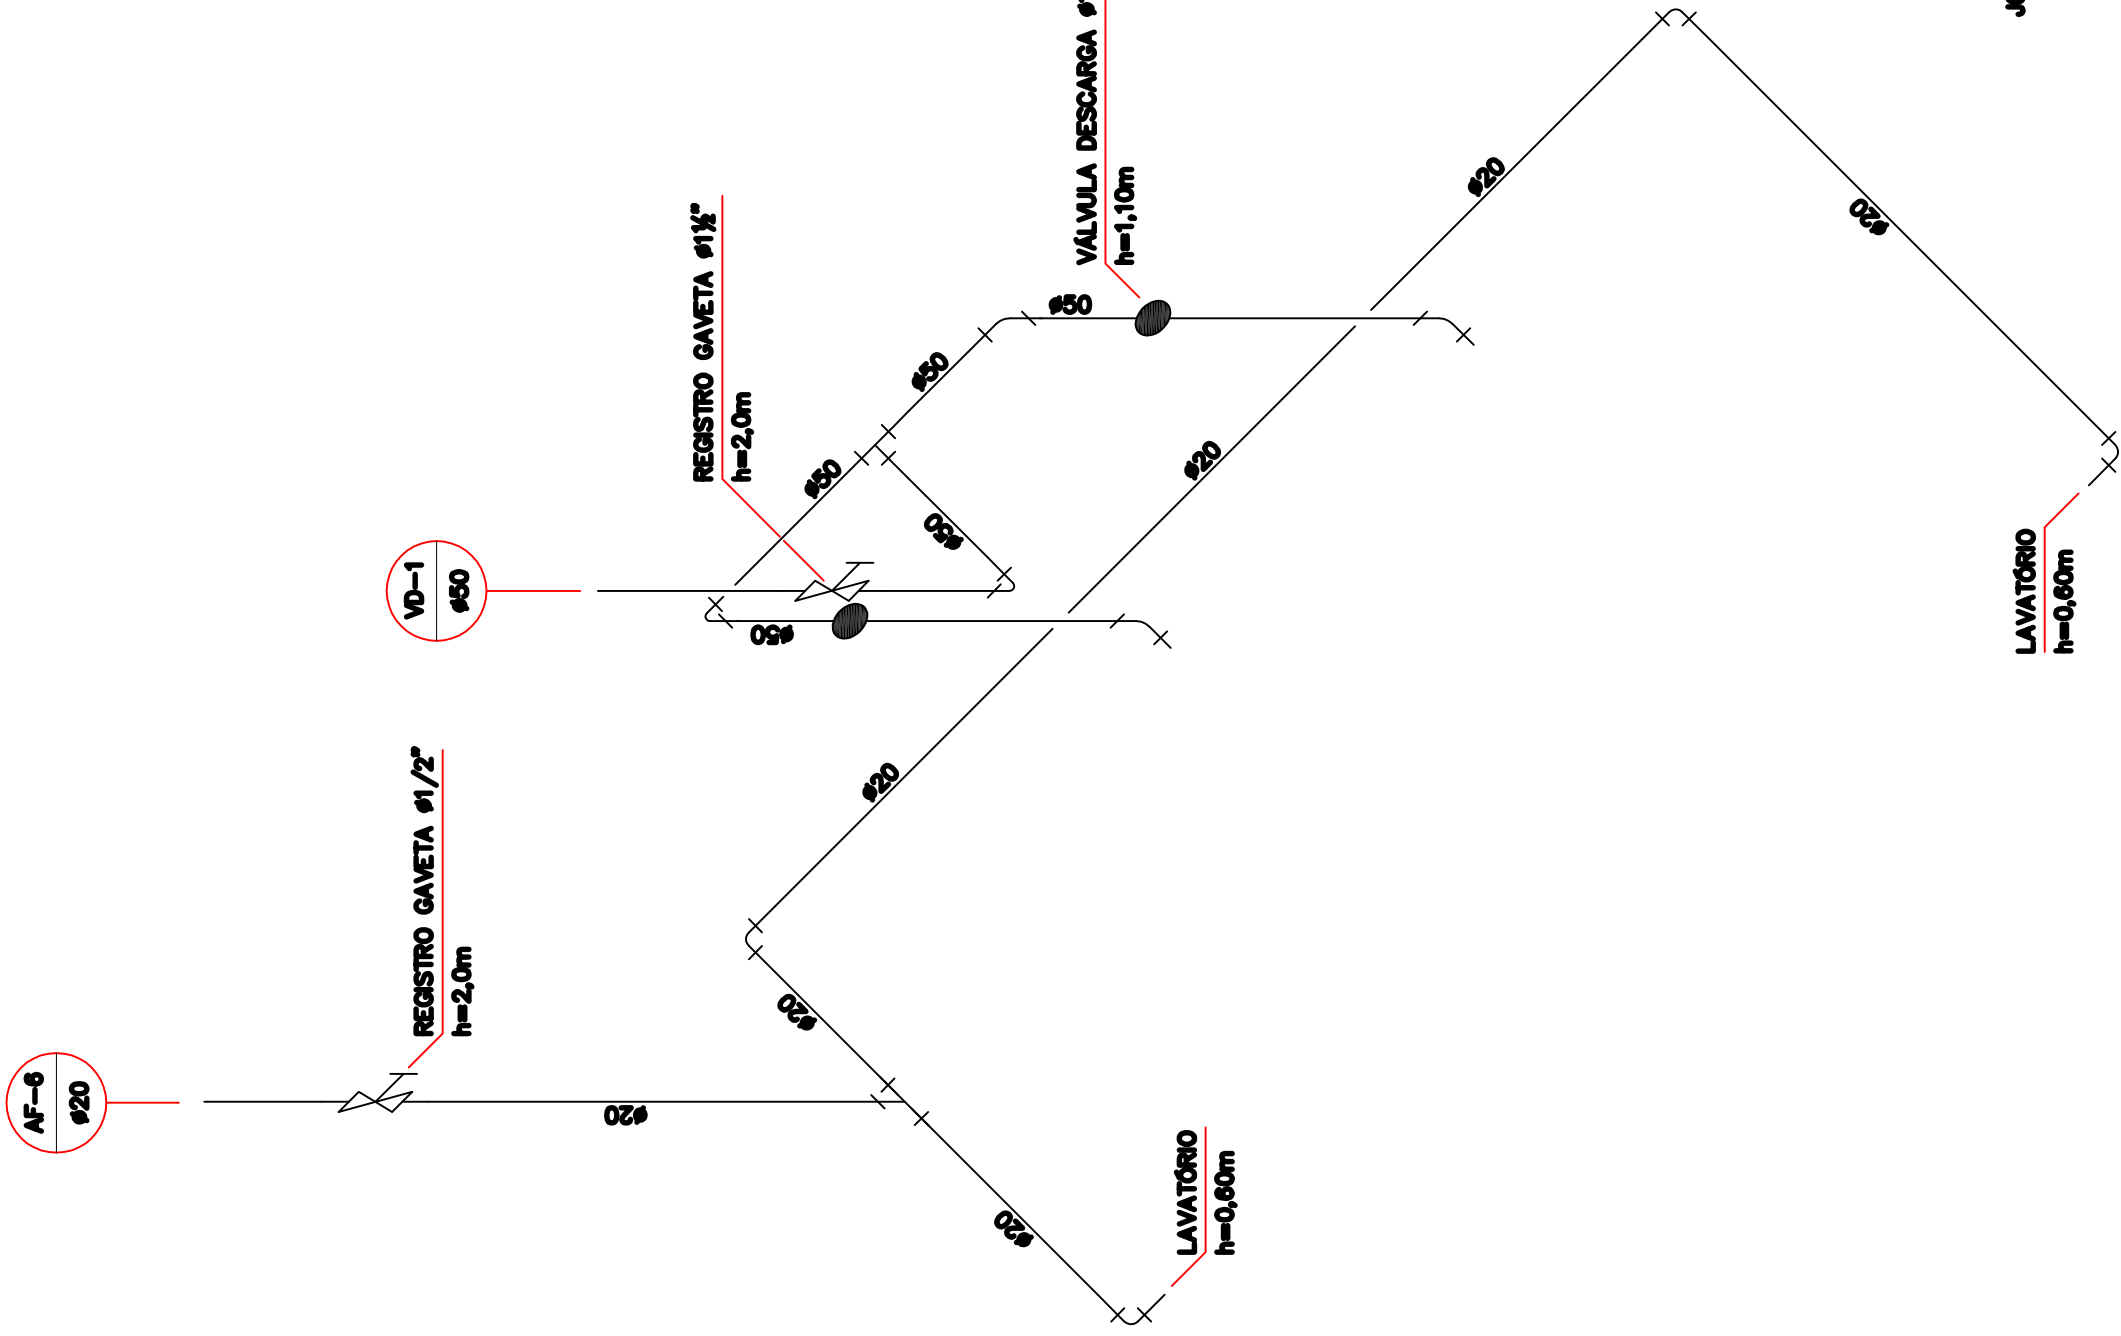 AF-6
ø20
REGISTRO GAVETA ø1/2"
h=2,0m
ø20
VD-1
ø50
REGISTRO GAVETA ø1½"
h=2,0m
ø50
ø50
ø50
ø50
ø50
VÁLVULA DESCARGA
h=1,10m
ø20
ø20
ø20
ø20
ø20
ø20
LAVATÓRIO
h=0,60m
LAVATÓRIO
h=0,60m